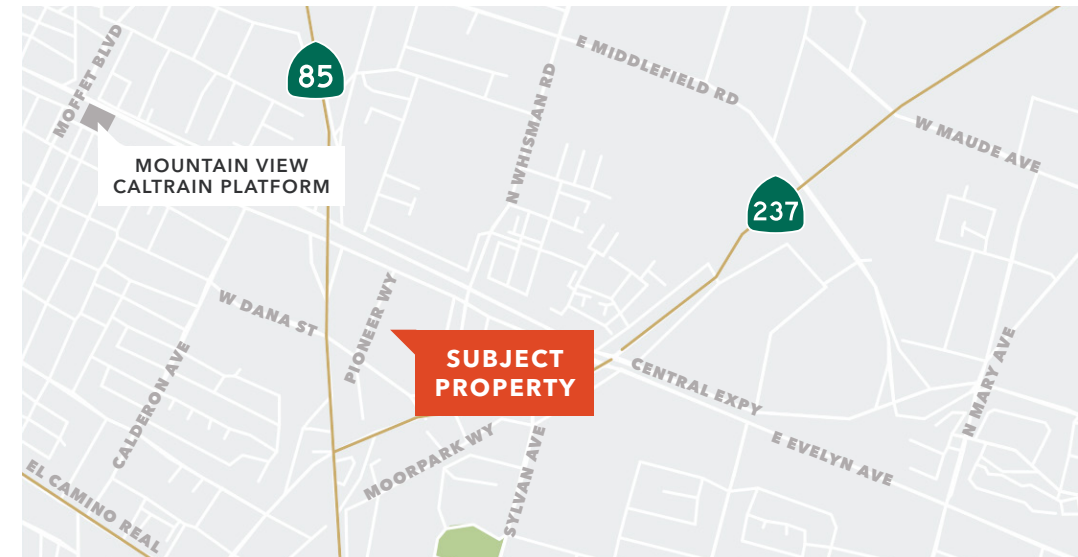 MOFFET BLVD
85
E MIDDLEFIELD RD
N WHISMAN RD
W MAUDE AVE
MOUNTAIN VIEW
CALTRAIN PLATFORM
237
W DANA ST
PIONEER WY
SUBJECT
PROPERTY
CALDERON AVE
CENTRAL EXPY
N MARY AVE
E EVELYN AVE
MOORPARK WY
SYLVAN AVE
EL CAMINO REAL